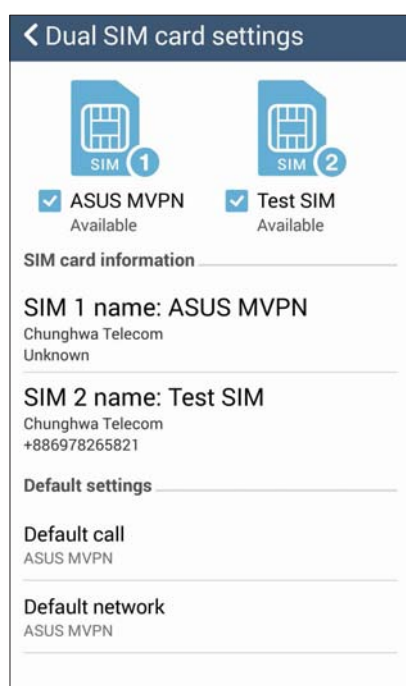 Dual SIM card settings
SIM 1
SIM 2
ASUS MVPN
Available
Test SIM
Available
SIM card information
SIM 1 name: ASUS MVPN
Chunghwa Telecom
Unknown
SIM 2 name: Test SIM
Chunghwa Telecom
+886978265821
Default settings
Default call
ASUS MVPN
Default network
ASUS MVPN